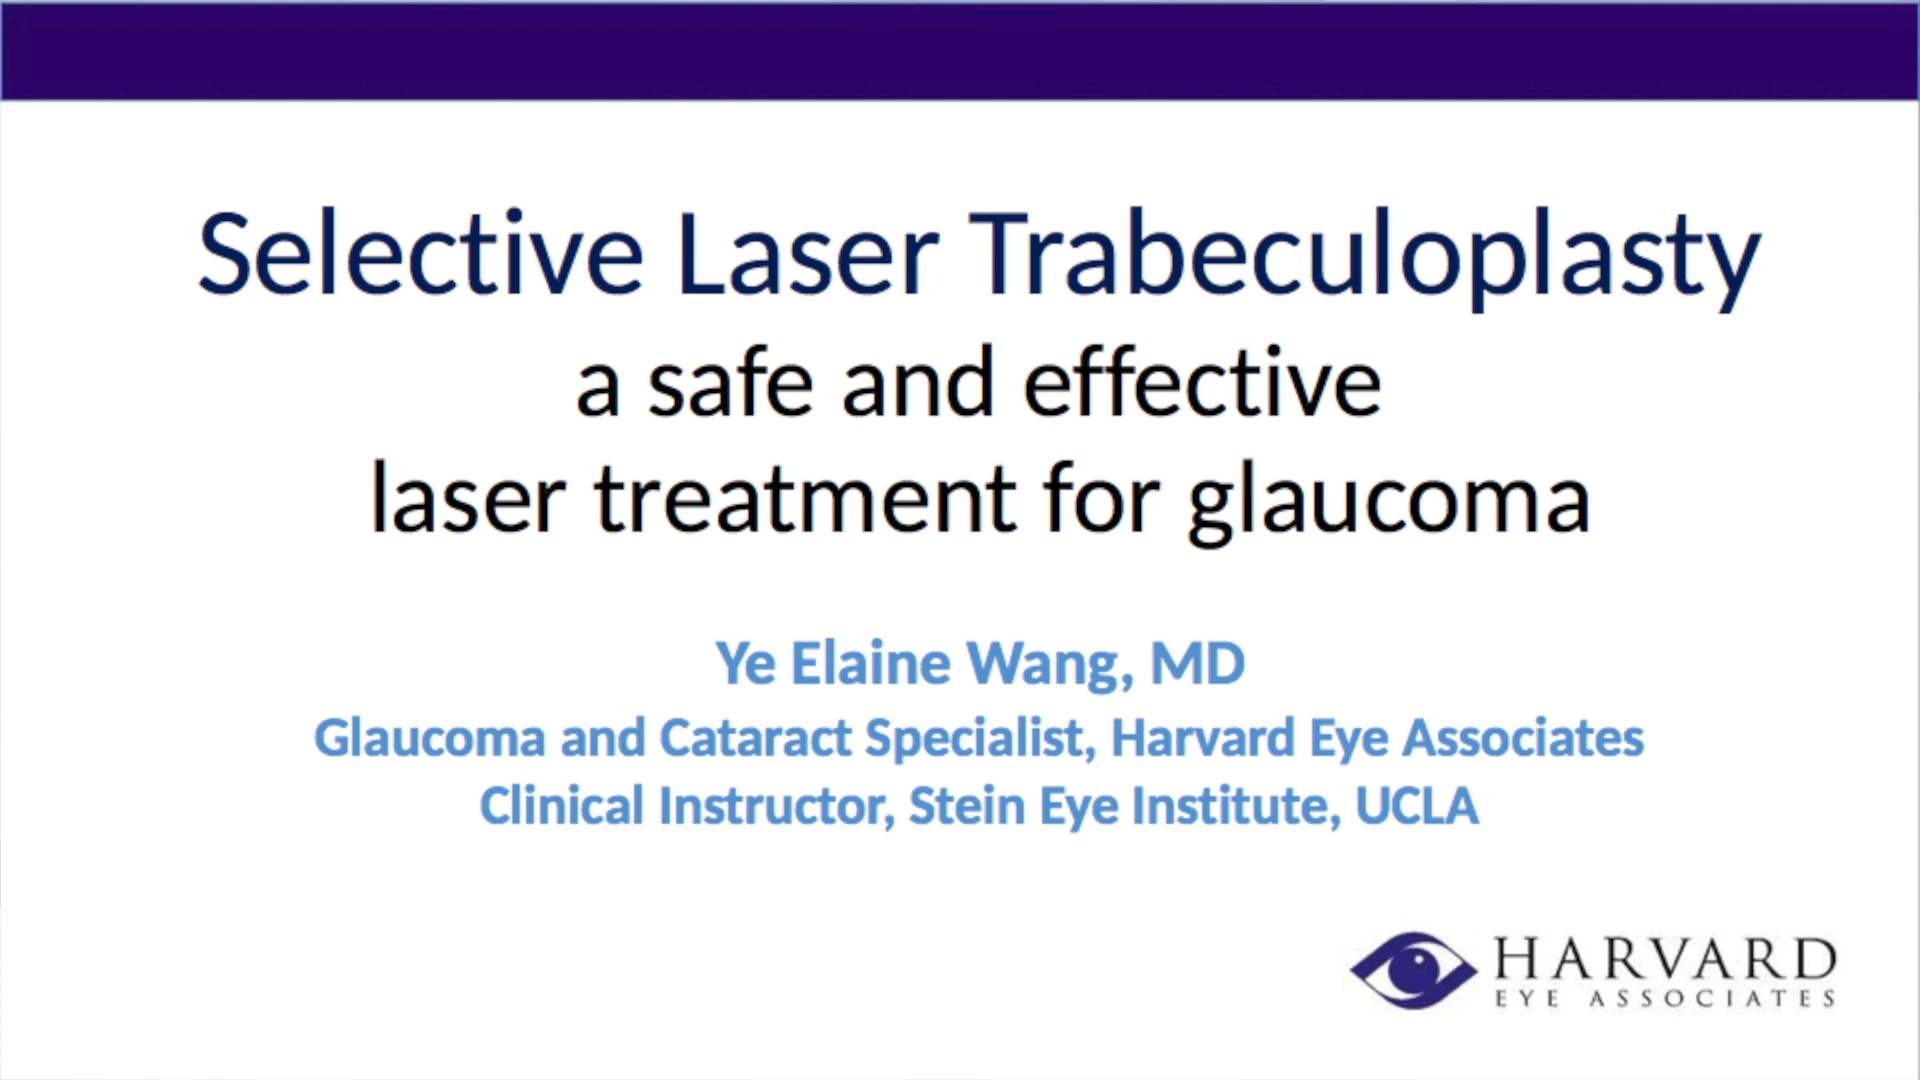 Selective Laser Trabeculoplasty
a safe and effective
laser treatment for glaucoma
Ye Elaine Wang, MD
Glaucoma and Cataract Specialist, Harvard Eye Associates
Clinical Instructor, Stein Eye Institute, UCLA
HARVARD
EYE ASSOCIATES